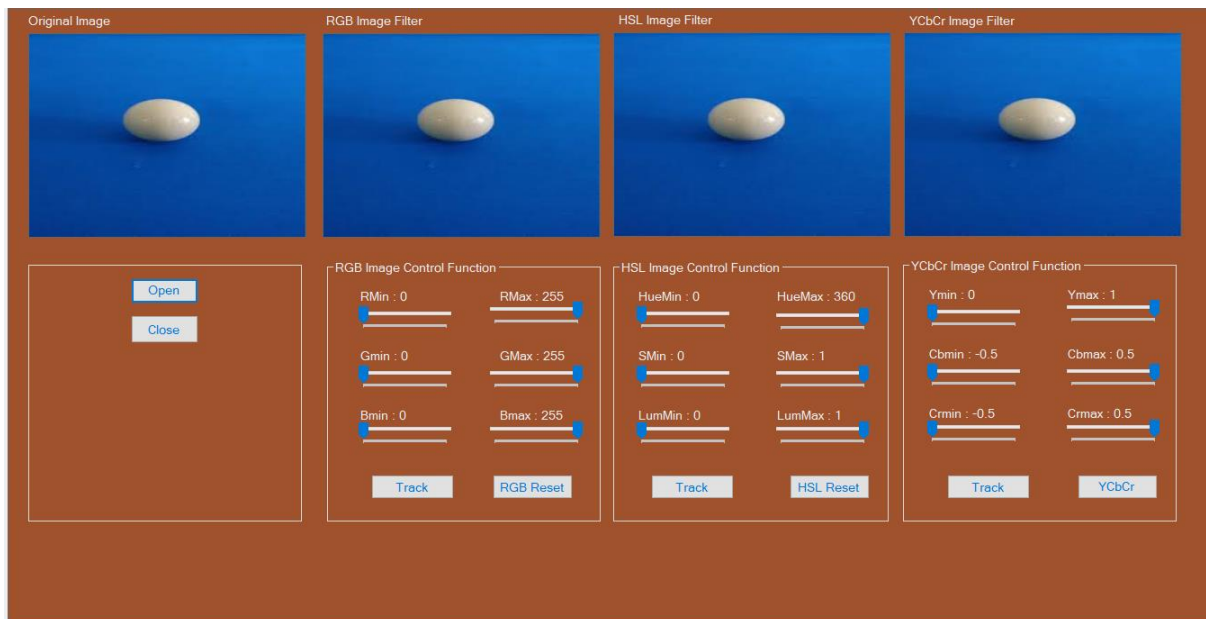 Original Image
RGB Image Filter
HSL Image Filter
YCbCr Image Filter
Open
Close
RGB Image Control Function
RMin : 0
RMax : 255
Gmin : 0
GMax : 255
Bmin : 0
Bmax : 255
Track
RGB Reset
HSL Image Control Function
HueMin : 0
HueMax : 360
SMin : 0
SMax : 1
LumMin : 0
LumMax : 1
Track
HSL Reset
YCbCr Image Control Function
Ymin : 0
Ymax : 1
Cbmin : -0.5
Cbmax : 0.5
Crmin : -0.5
Crmax : 0.5
Track
YCbCr